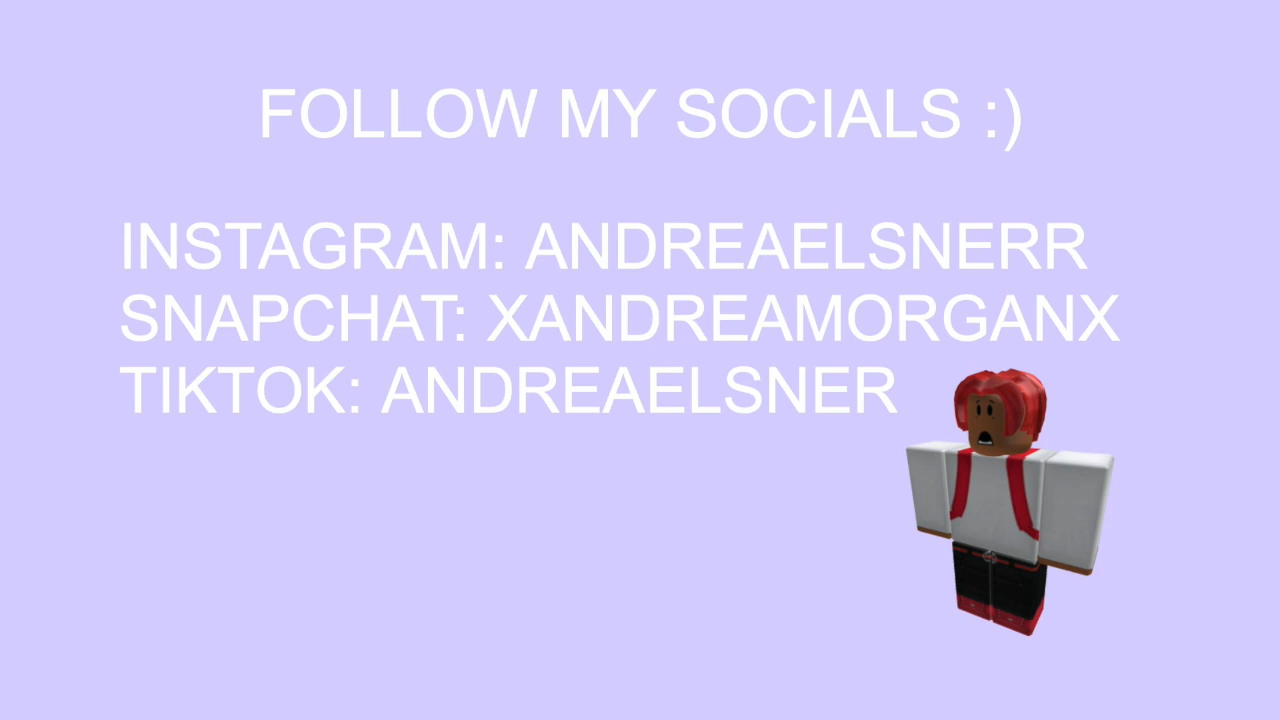 FOLLOW MY SOCIALS :)
INSTAGRAM: ANDREAELSNERR
SNAPCHAT: XANDREAMORGANX
TIKTOK: ANDREAELSNER